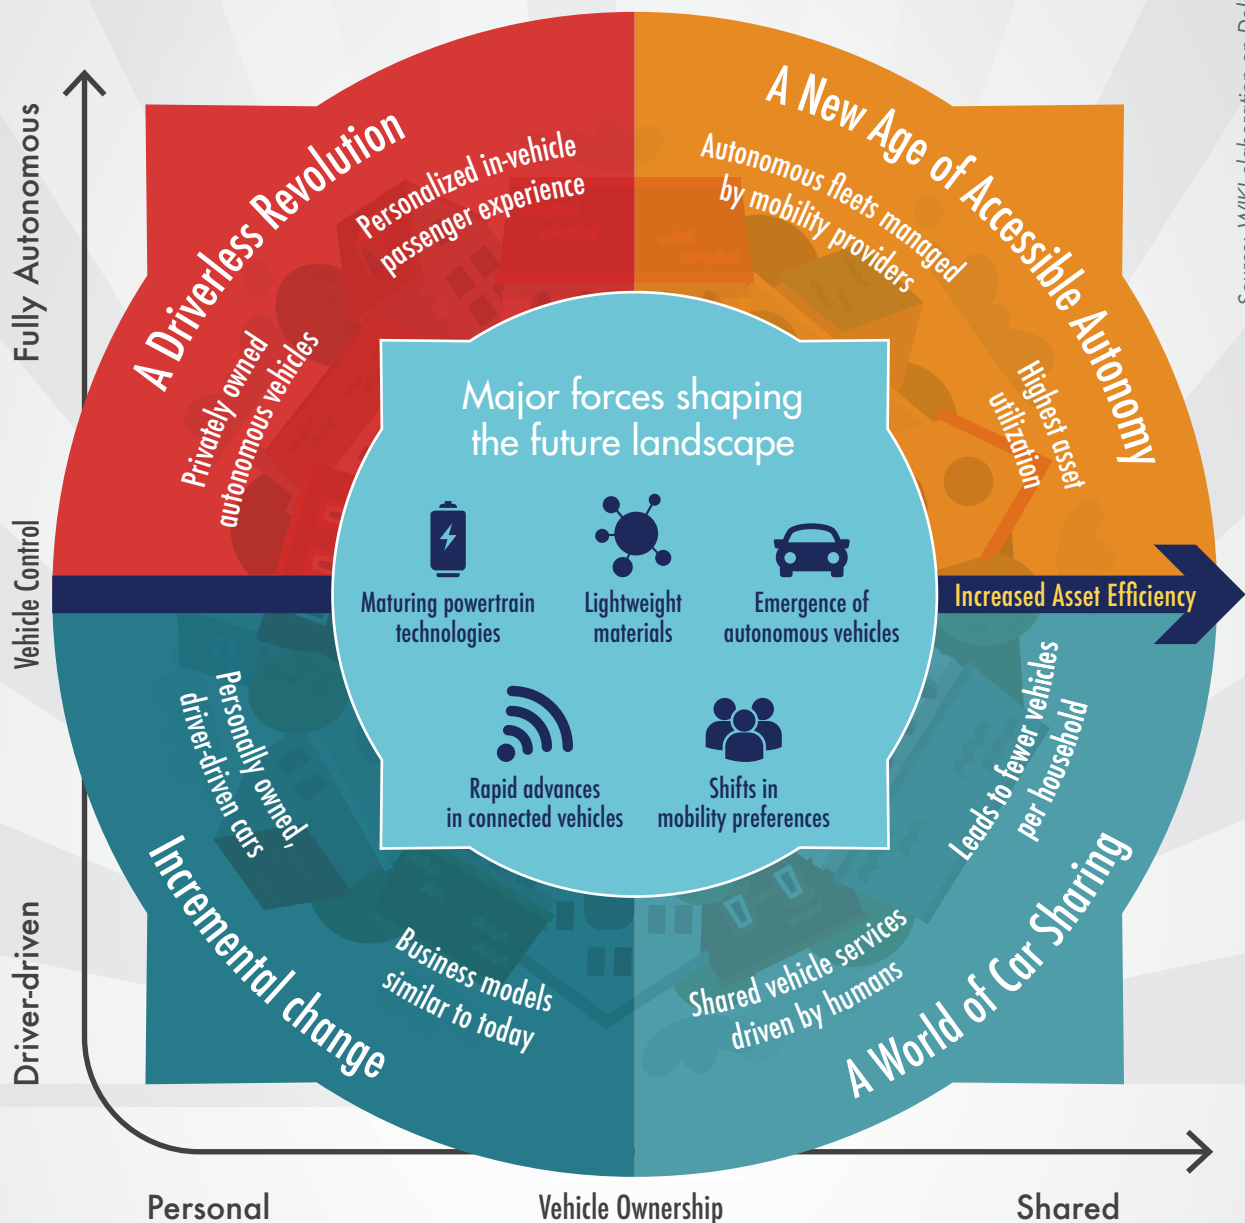 Fully Autonomous
Vehicle Control
Driver-driven
A Driverless Revolution
Personalized in-vehicle
passenger experience
Privately owned
autonomous vehicles
A New Age of Accessible Autonomy
Autonomous fleets managed
by mobility providers
Highest asset
utilization
Major forces shaping
the future landscape
Maturing powertrain
technologies
Lightweight
materials
Emergence of
autonomous vehicles
Rapid advances
in connected vehicles
Shifts in
mobility preferences
Increased Asset Efficiency
Personally owned,
driver-driven cars
Incremental change
Business models
similar to today
Leads to fewer vehicles
per household
Shared vehicle services
driven by humans
A World of Car Sharing
Personal
Vehicle Ownership
Shared